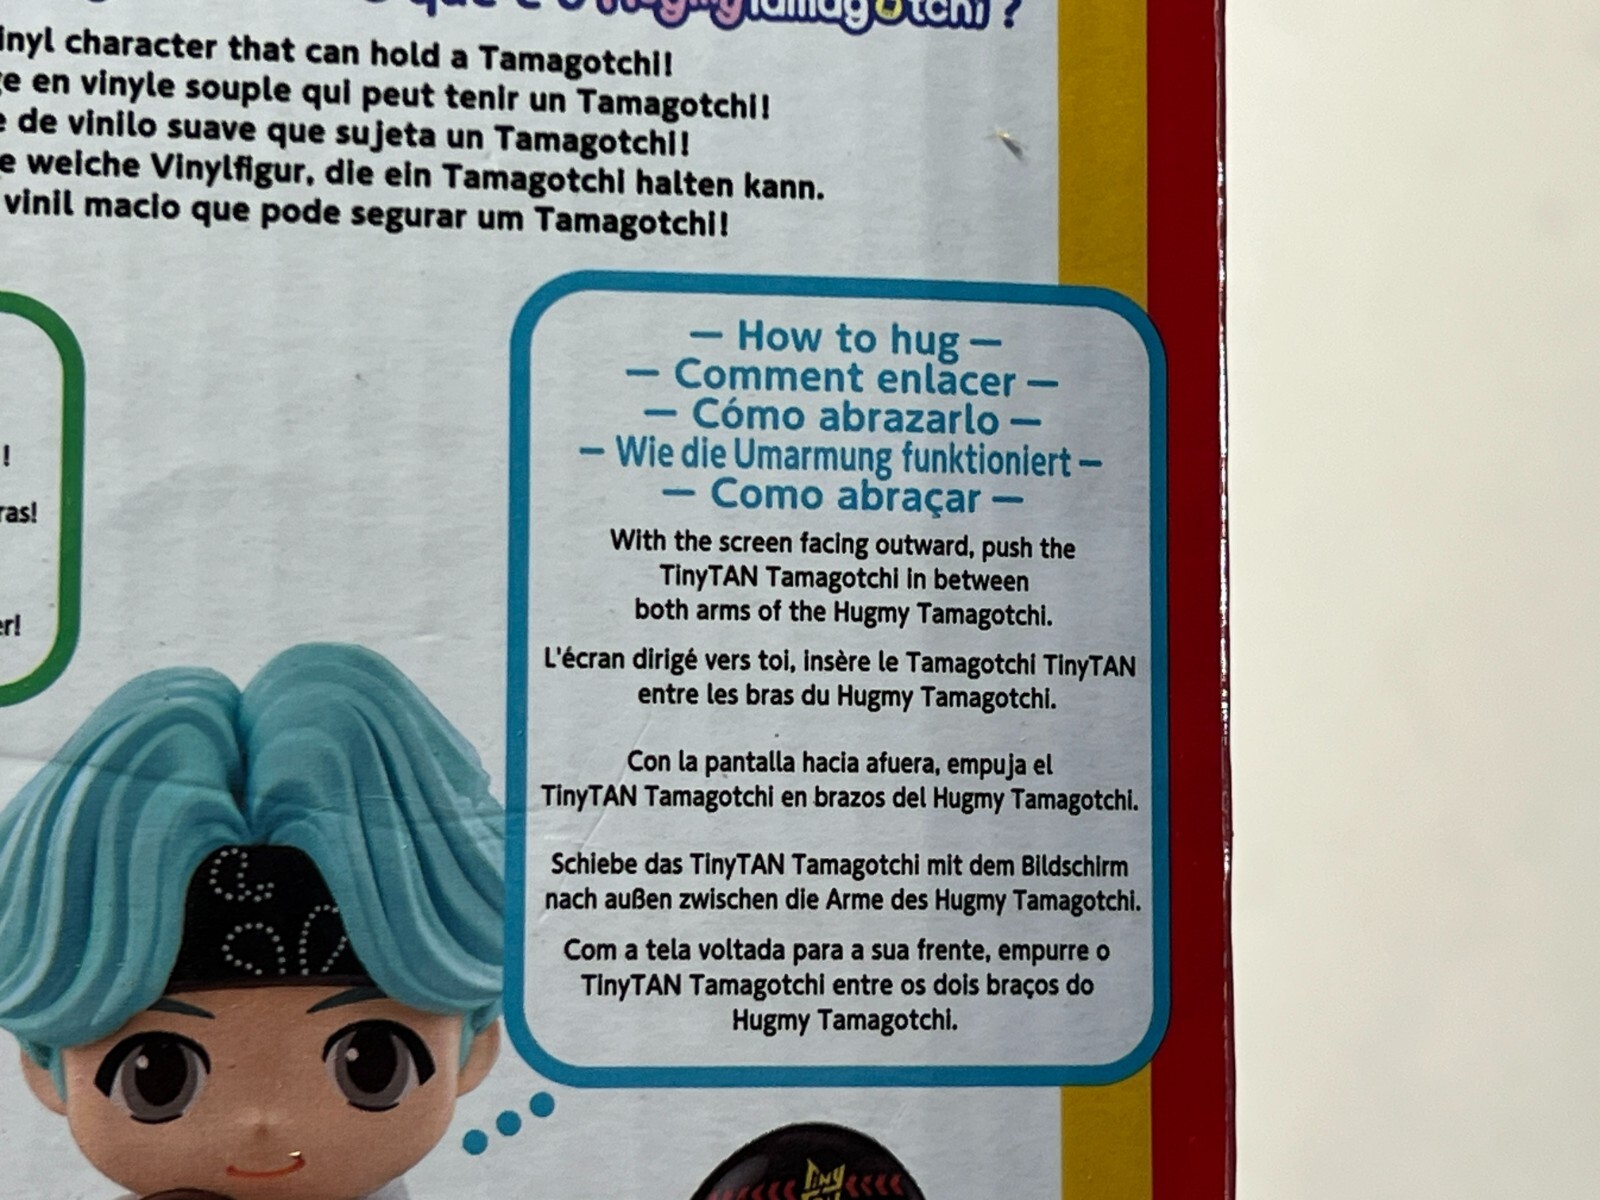 que é o Hugmy Tamagotchi ?
vinyl character that can hold a Tamagotchi!
en vinyle souple qui peut tenir un Tamagotchi!
de vinilo suave que sujeta un Tamagotchi!
weiche Vinylfigur, die ein Tamagotchi halten kann.
vinil macio que pode segurar um Tamagotchi!
— How to hug —
— Comment enlacer —
— Cómo abrazarlo —
— Wie die Umarmung funktioniert —
— Como abraçar —
With the screen facing outward, push the
TinyTAN Tamagotchi in between
both arms of the Hugmy Tamagotchi.
L'écran dirigé vers toi, insère le Tamagotchi TinyTAN
entre les bras du Hugmy Tamagotchi.
Con la pantalla hacia afuera, empuja el
TinyTAN Tamagotchi en brazos del Hugmy Tamagotchi.
Schiebe das TinyTAN Tamagotchi mit dem Bildschirm
nach außen zwischen die Arme des Hugmy Tamagotchi.
Com a tela voltada para a sua frente, empurre o
TinyTAN Tamagotchi entre os dois braços do
Hugmy Tamagotchi.
TINY